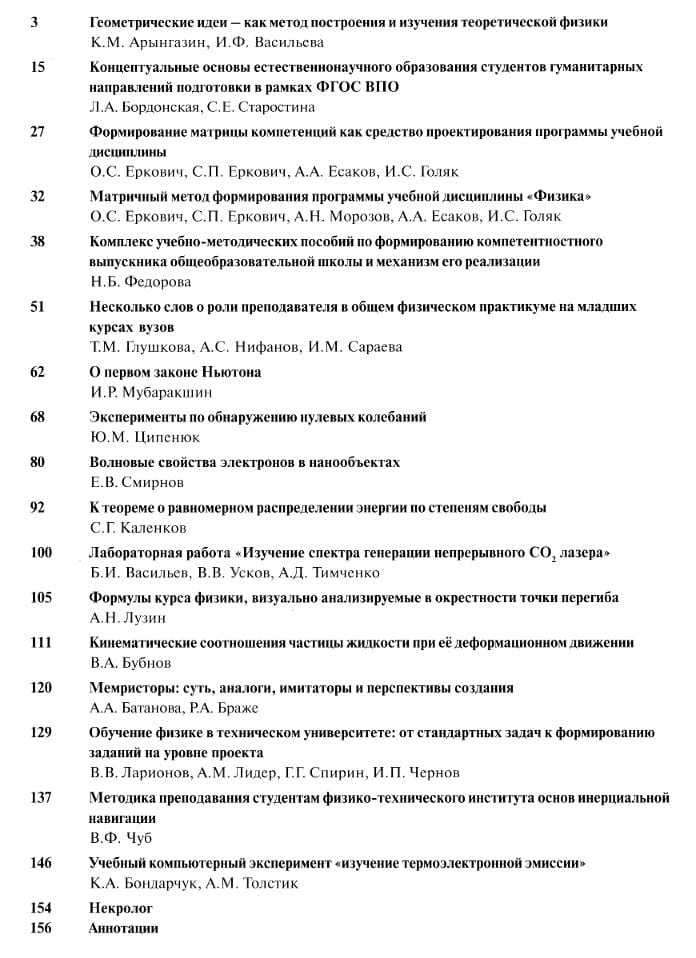 3 Геометрические идеи – как метод построения и изучения теоретической физики
К.М. Арынгазин, И.Ф. Васильева
15 Концептуальные основы естественнонаучного образования студентов гуманитарных
направлений подготовки в рамках ФГОС ВПО
Л.А. Бордонская, С.Е. Старостина
27 Формирование матрицы компетенций как средство проектирования программы учебной
дисциплины
О.С. Еркович, С.П. Еркович, А.А. Есаков, И.С. Голяк
32 Матричный метод формирования программы учебной дисциплины «Физика»
О.С. Еркович, С.П. Еркович, А.Н. Морозов, А.А. Есаков, И.С. Голяк
38 Комплекс учебно-методических пособий по формированию компетентностного
выпускника общеобразовательной школы и механизм его реализации
Н.Б. Федорова
51 Несколько слов о роли преподавателя в общем физическом практикуме на младших
курсах вузов
Т.М. Глушкова, А.С. Нифанов, И.М. Сараева
62 О первом законе Ньютона
И.Р. Мубаракшин
68 Эксперименты по обнаружению нулевых колебаний
Ю.М. Ципенюк
80 Волновые свойства электронов в нанообъектах
Е.В. Смирнов
92 К теореме о равномерном распределении энергии по степеням свободы
С.Г. Каленков
100 Лабораторная работа «Изучение спектра генерации непрерывного CO₂ лазера»
Б.И. Васильев, В.В. Усков, А.Д. Тимченко
105 Формулы курса физики, визуально анализируемые в окрестности точки перегиба
А.Н. Лузин
111 Кинематические соотношения частицы жидкости при её деформационном движении
В.А. Бубнов
120 Мемристоры: суть, аналоги, имитаторы и перспективы создания
А.А. Батанова, Р.А. Браже
129 Обучение физике в техническом университете: от стандартных задач к формированию
заданий на уровне проекта
В.В. Ларионов, А.М. Лидер, Г.Г. Спирин, И.П. Чернов
137 Методика преподавания студентам физико-технического института основ инерциальной
навигации
В.Ф. Чуб
146 Учебный компьютерный эксперимент «изучение термоэлектронной эмиссии»
К.А. Бондарчук, А.М. Толстик
154 Некролог
156 Аннотации